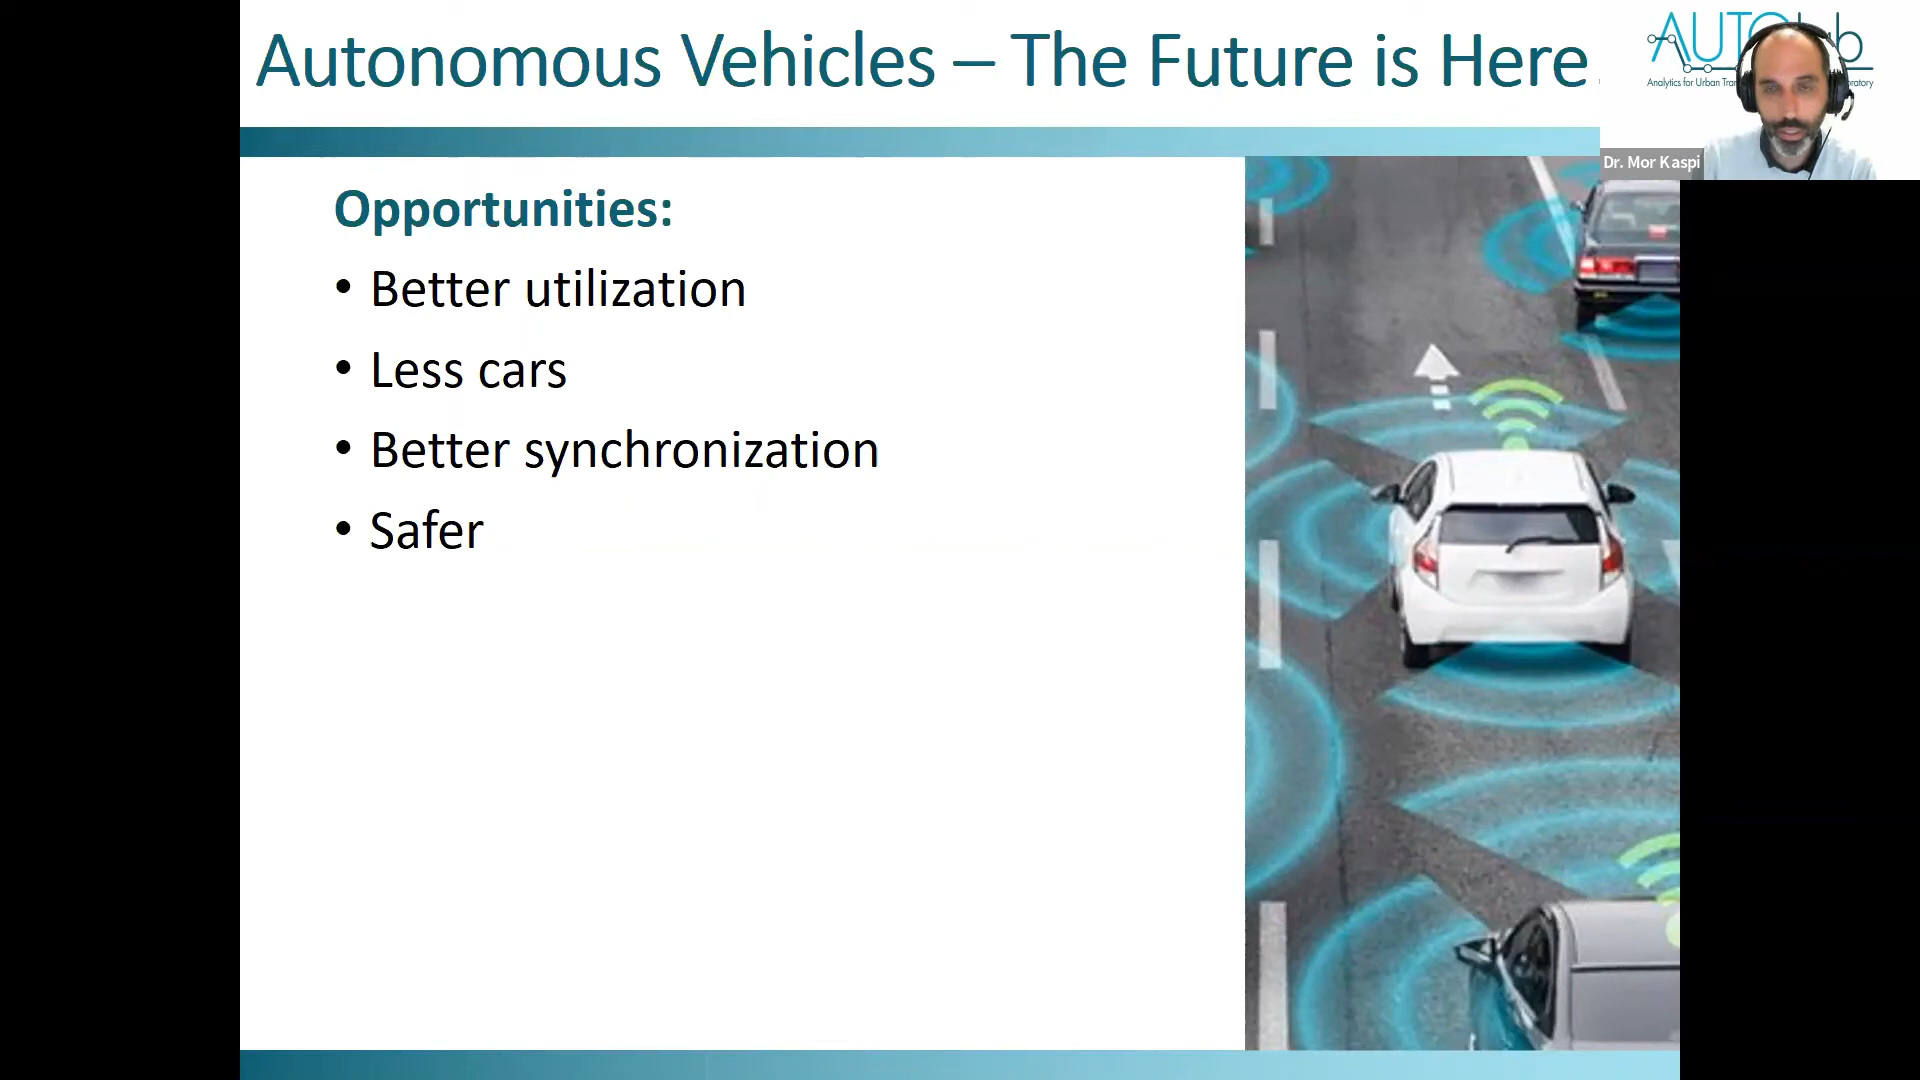 Autonomous Vehicles – The Future is Here
Analytics for Urban
Dr. Mor Kaspi
Opportunities:
• Better utilization
• Less cars
• Better synchronization
• Safer